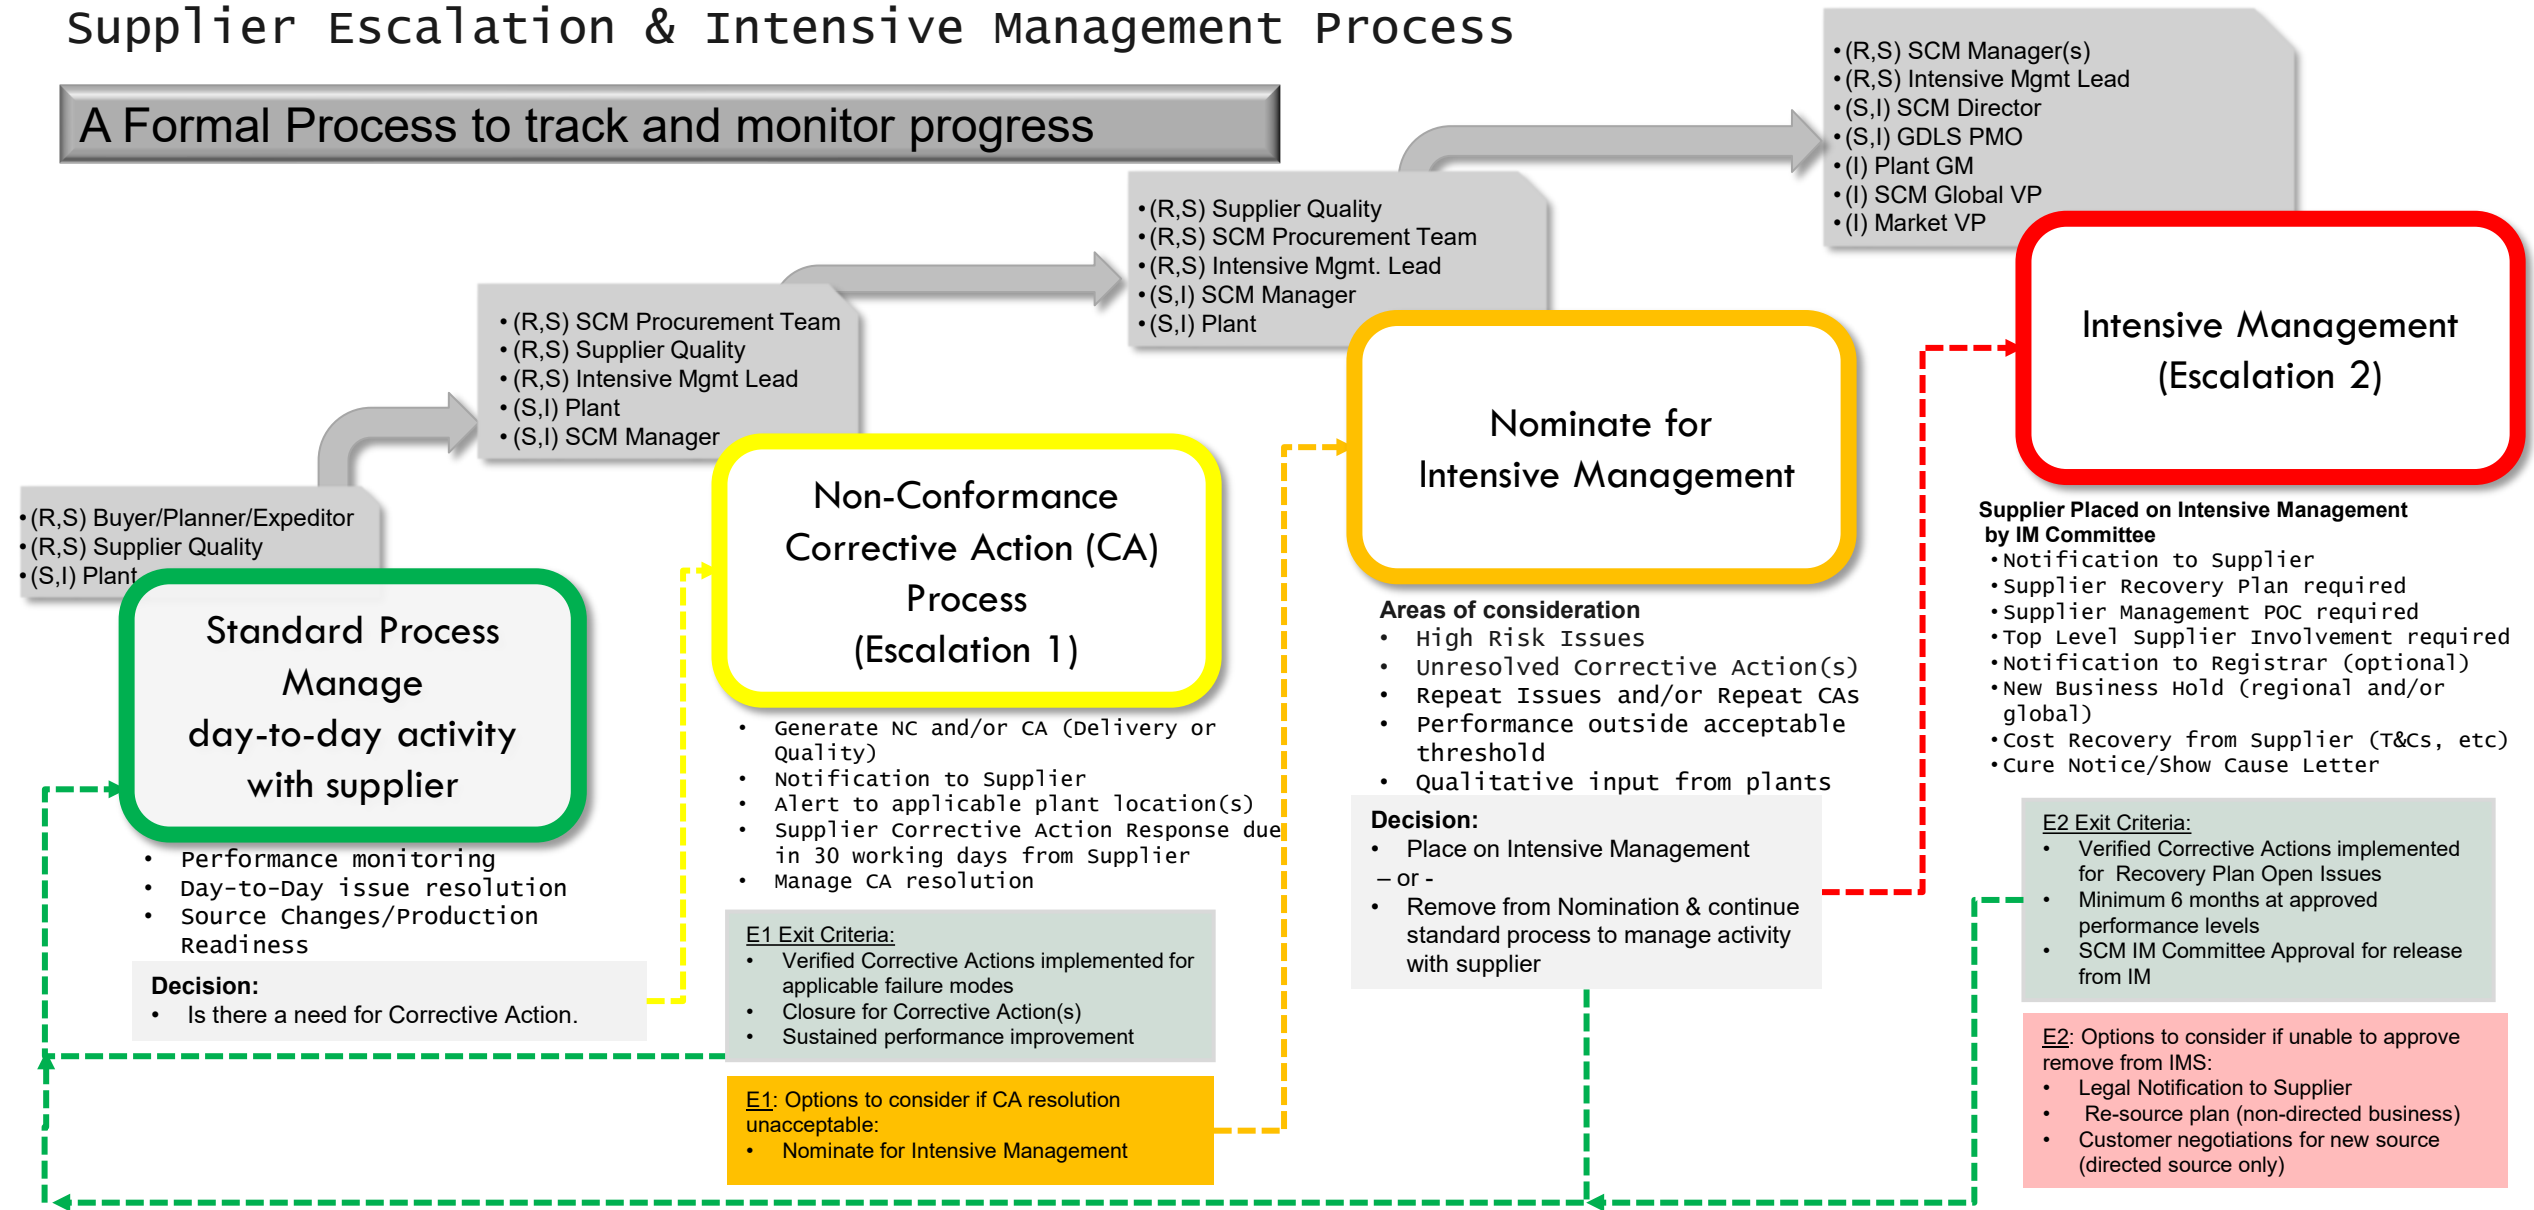 Supplier Escalation & Intensive Management Process
A Formal Process to track and monitor progress
•(R,S) Buyer/Planner/Expeditor
•(R,S) Supplier Quality
•(S,I) Plant
Standard Process
Manage
day-to-day activity
with supplier
• Performance monitoring
• Day-to-Day issue resolution
• Source Changes/Production
Readiness
Decision:
• Is there a need for Corrective Action.
•(R,S) SCM Procurement Team
•(R,S) Supplier Quality
•(R,S) Intensive Mgmt Lead
•(S,I) Plant
•(S,I) SCM Manager
Non-Conformance
Corrective Action (CA)
Process
(Escalation 1)
• Generate NC and/or CA (Delivery or
Quality)
• Notification to Supplier
• Alert to applicable plant location(s)
• Supplier Corrective Action Response due
in 30 working days from Supplier
• Manage CA resolution
E1 Exit Criteria:
• Verified Corrective Actions implemented for
applicable failure modes
• Closure for Corrective Action(s)
• Sustained performance improvement
E1: Options to consider if CA resolution
unacceptable:
• Nominate for Intensive Management
•(R,S) Supplier Quality
•(R,S) SCM Procurement Team
•(R,S) Intensive Mgmt. Lead
•(S,I) SCM Manager
•(S,I) Plant
Nominate for
Intensive Management
Areas of consideration
• High Risk Issues
• Unresolved Corrective Action(s)
• Repeat Issues and/or Repeat CAs
• Performance outside acceptable
threshold
• Qualitative input from plants
Decision:
• Place on Intensive Management
– or -
• Remove from Nomination & continue
standard process to manage activity
with supplier
•(R,S) SCM Manager(s)
•(R,S) Intensive Mgmt Lead
•(S,I) SCM Director
•(S,I) GDLS PMO
•(I) Plant GM
•(I) SCM Global VP
•(I) Market VP
Intensive Management
(Escalation 2)
Supplier Placed on Intensive Management
by IM Committee
•Notification to Supplier
•Supplier Recovery Plan required
•Supplier Management POC required
•Top Level Supplier Involvement required
•Notification to Registrar (optional)
•New Business Hold (regional and/or
global)
•Cost Recovery from Supplier (T&Cs, etc)
•Cure Notice/Show Cause Letter
E2 Exit Criteria:
• Verified Corrective Actions implemented
for Recovery Plan Open Issues
• Minimum 6 months at approved
performance levels
• SCM IM Committee Approval for release
from IM
E2: Options to consider if unable to approve
remove from IMS:
• Legal Notification to Supplier
• Re-source plan (non-directed business)
• Customer negotiations for new source
(directed source only)